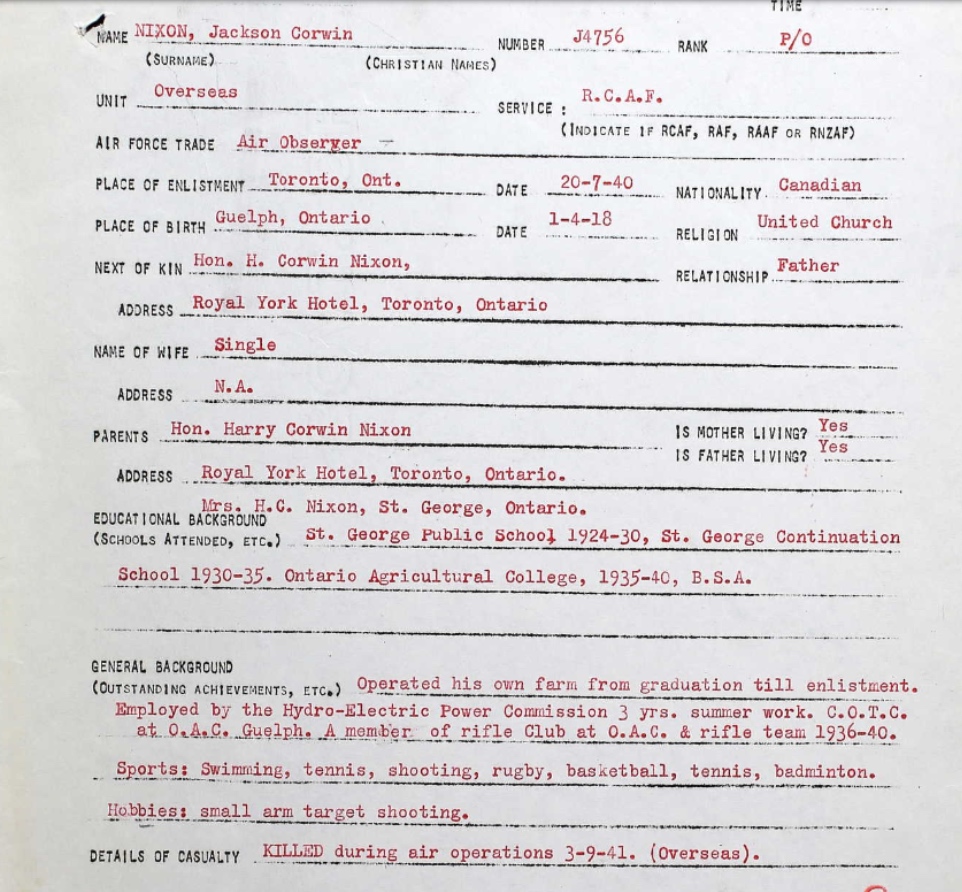 TIME
NAME NIXON, Jackson Corwin NUMBER J4756 RANK P/O
(SURNAME) (CHRISTIAN NAMES)
UNIT Overseas SERVICE : R.C.A.F.
(INDICATE IF RCAF, RAF, RAAF OR RNZAF)
AIR FORCE TRADE Air Observer
PLACE OF ENLISTMENT Toronto, Ont. DATE 20-7-40 NATIONALITY Canadian
PLACE OF BIRTH Guelph, Ontario DATE 1-4-18 RELIGION United Church
NEXT OF KIN Hon. H. Corwin Nixon, RELATIONSHIP Father
ADDRESS Royal York Hotel, Toronto, Ontario
NAME OF WIFE Single
ADDRESS N.A.
PARENTS Hon. Harry Corwin Nixon IS MOTHER LIVING? Yes
IS FATHER LIVING? Yes
ADDRESS Royal York Hotel, Toronto, Ontario.
Mrs. H.C. Nixon, St. George, Ontario.
EDUCATIONAL BACKGROUND
(SCHOOLS ATTENDED, ETC.) St. George Public School 1924-30, St. George Continuation
School 1930-35. Ontario Agricultural College, 1935-40, B.S.A.
GENERAL BACKGROUND
(OUTSTANDING ACHIEVEMENTS, ETC.) Operated his own farm from graduation till enlistment.
Employed by the Hydro-Electric Power Commission 3 yrs. summer work. C.O.T.C.
at O.A.C. Guelph. A member of rifle Club at O.A.C. & rifle team 1936-40.
Sports: Swimming, tennis, shooting, rugby, basketball, tennis, badminton.
Hobbies: small arm target shooting.
DETAILS OF CASUALTY KILLED during air operations 3-9-41. (Overseas).